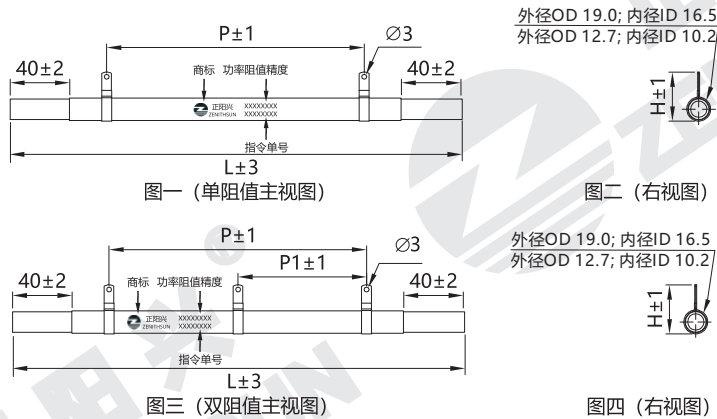 外径OD 19.0; 内径ID 16.5
外径OD 12.7; 内径ID 10.2
P±1
∅3
40±2
商标 功率阻值精度
40±2
正阳兴 XXXXXXXX
ZENITHSUN XXXXXXXX
H±1
指令单号
L±3
图一（单阻值主视图）
图二（右视图）
P±1
∅3
外径OD 19.0; 内径ID 16.5
外径OD 12.7; 内径ID 10.2
P1±1
40±2
商标 功率阻值精度
40±2
正阳兴 XXXXXXXX
ZENITHSUN XXXXXXXX
H±1
指令单号
L±3
图三（双阻值主视图）
图四（右视图）